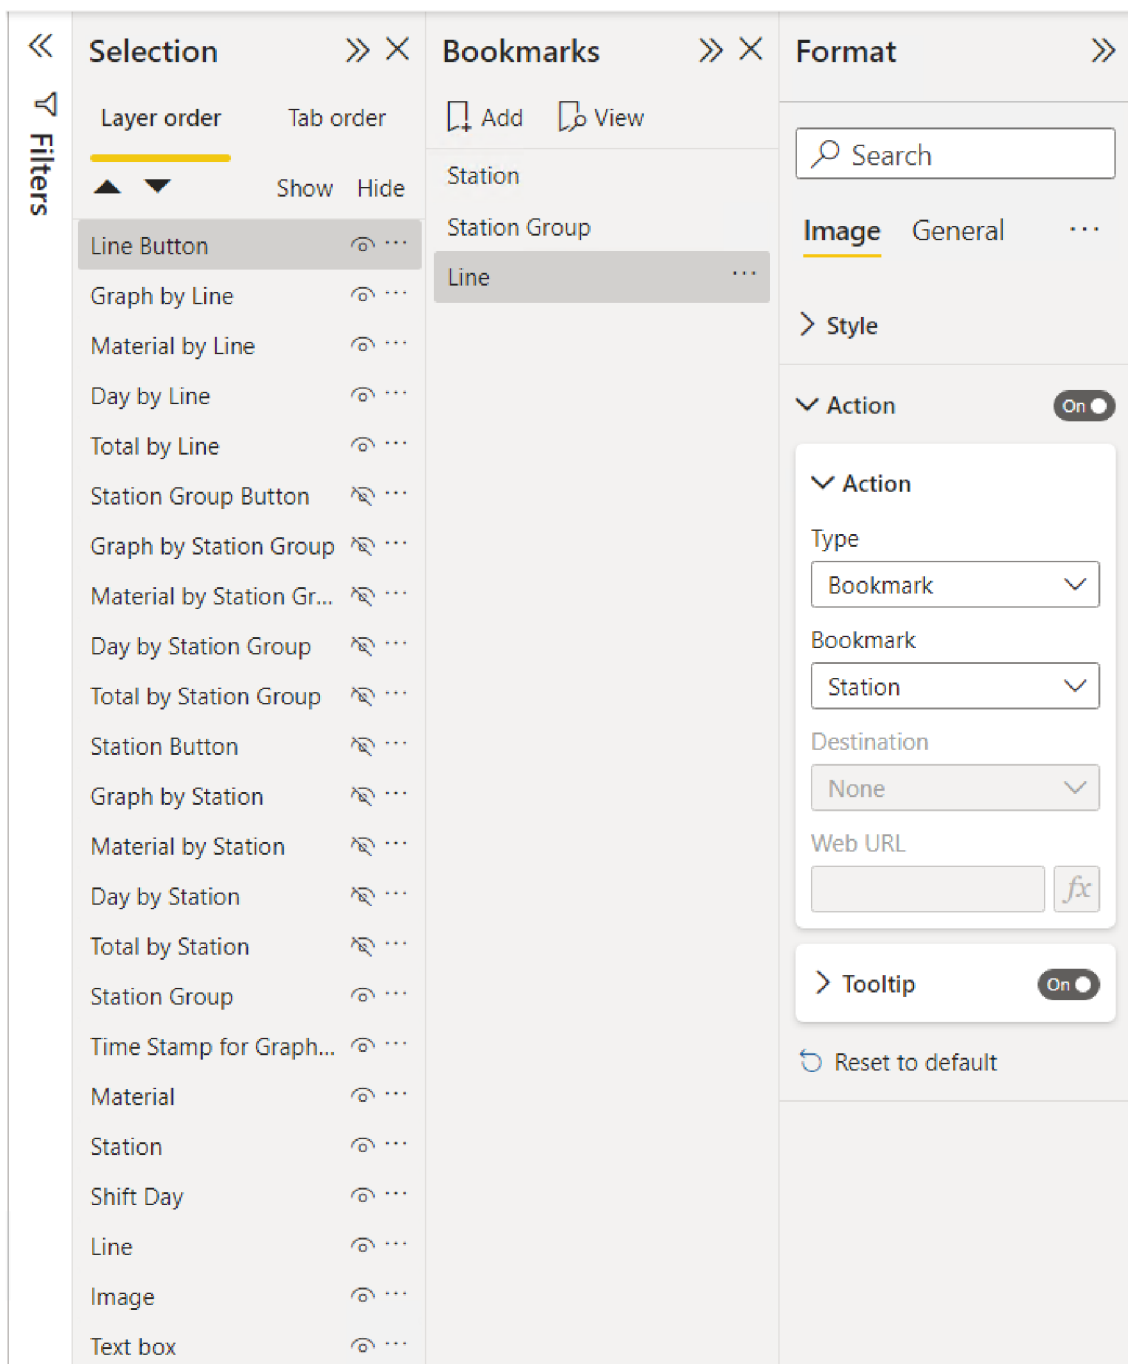 Filters
Selection
Layer order
Tab order
Show
Hide
Line Button
Graph by Line
Material by Line
Day by Line
Total by Line
Station Group Button
Graph by Station Group
Material by Station Gr...
Day by Station Group
Total by Station Group
Station Button
Graph by Station
Material by Station
Day by Station
Total by Station
Station Group
Time Stamp for Graph...
Material
Station
Shift Day
Line
Image
Text box
Bookmarks
Add
View
Station
Station Group
Line
Format
Search
Image
General
Style
Action
On
Action
Type
Bookmark
Bookmark
Station
Destination
None
Web URL
fx
Tooltip
On
Reset to default